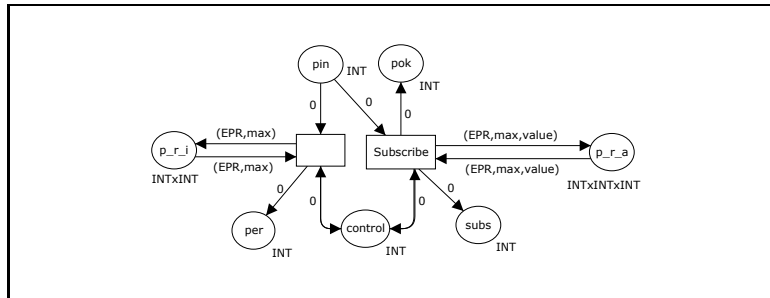 pin
INT
pok
INT
0
0
0
(EPR,max)
(EPR,max,value)
p_r_i
Subscribe
p_r_a
(EPR,max)
(EPR,max,value)
INTxINT
INTxINTxINT
0
0
0
0
per
control
subs
INT
INT
INT